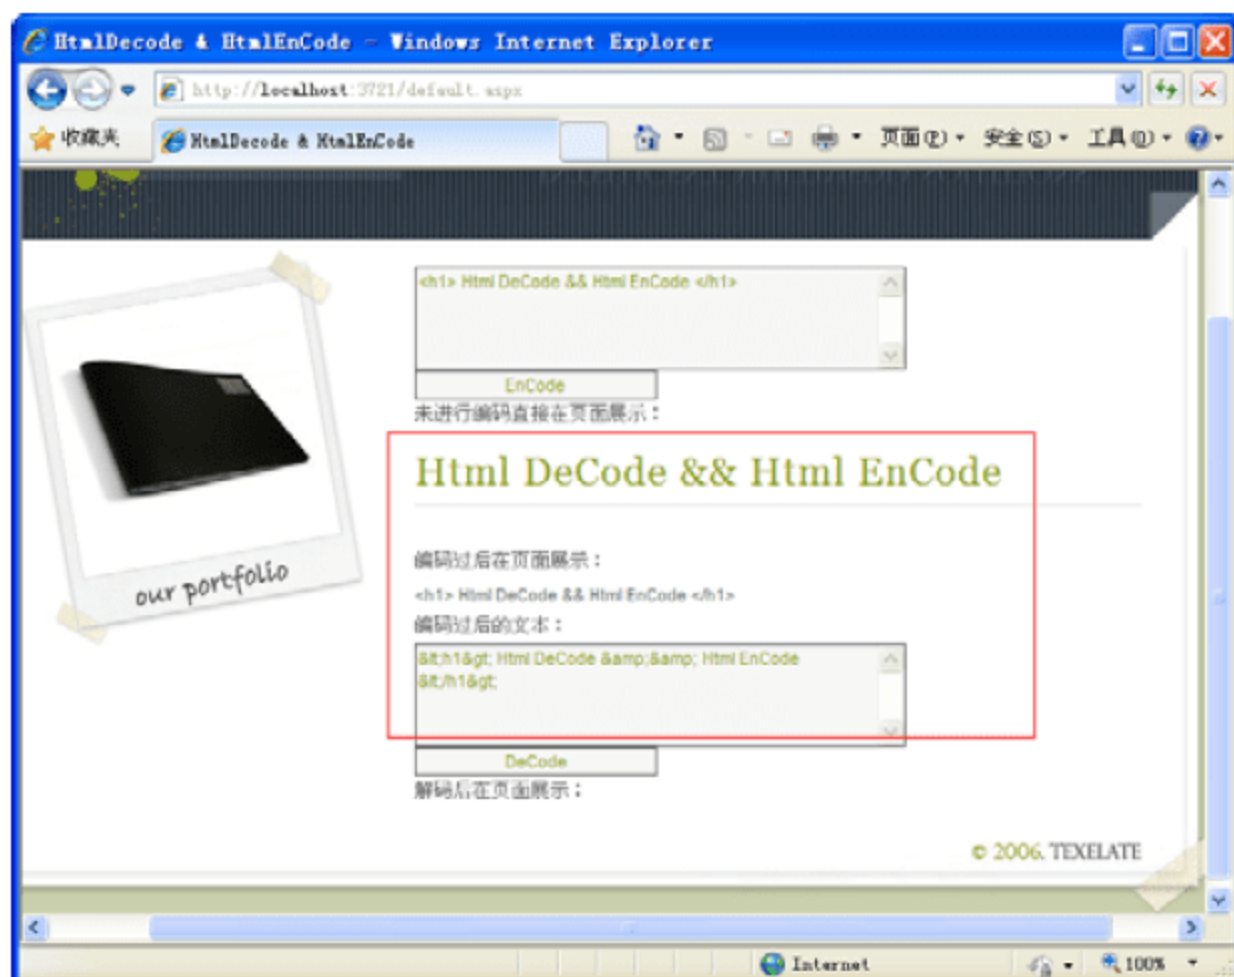 HtmlDecode & HtmlEnCode - Windows Internet Explorer
http://localhost:3721/default.aspx
收藏夹 HtmlDecode & HtmlEnCode 页面(P) 安全(S) 工具(O)
<h1> Html DeCode && Html EnCode </h1>
EnCode
未进行编码直接在页面展示：
Html DeCode && Html EnCode
编码过后在页面展示：
<h1> Html DeCode && Html EnCode </h1>
our portfolio
编码过后的文本：
&lt;h1&gt; Html DeCode &amp;&amp; Html EnCode
&lt;/h1&gt;
DeCode
解码后在页面展示：
© 2006. TEXELATE
Internet 100%